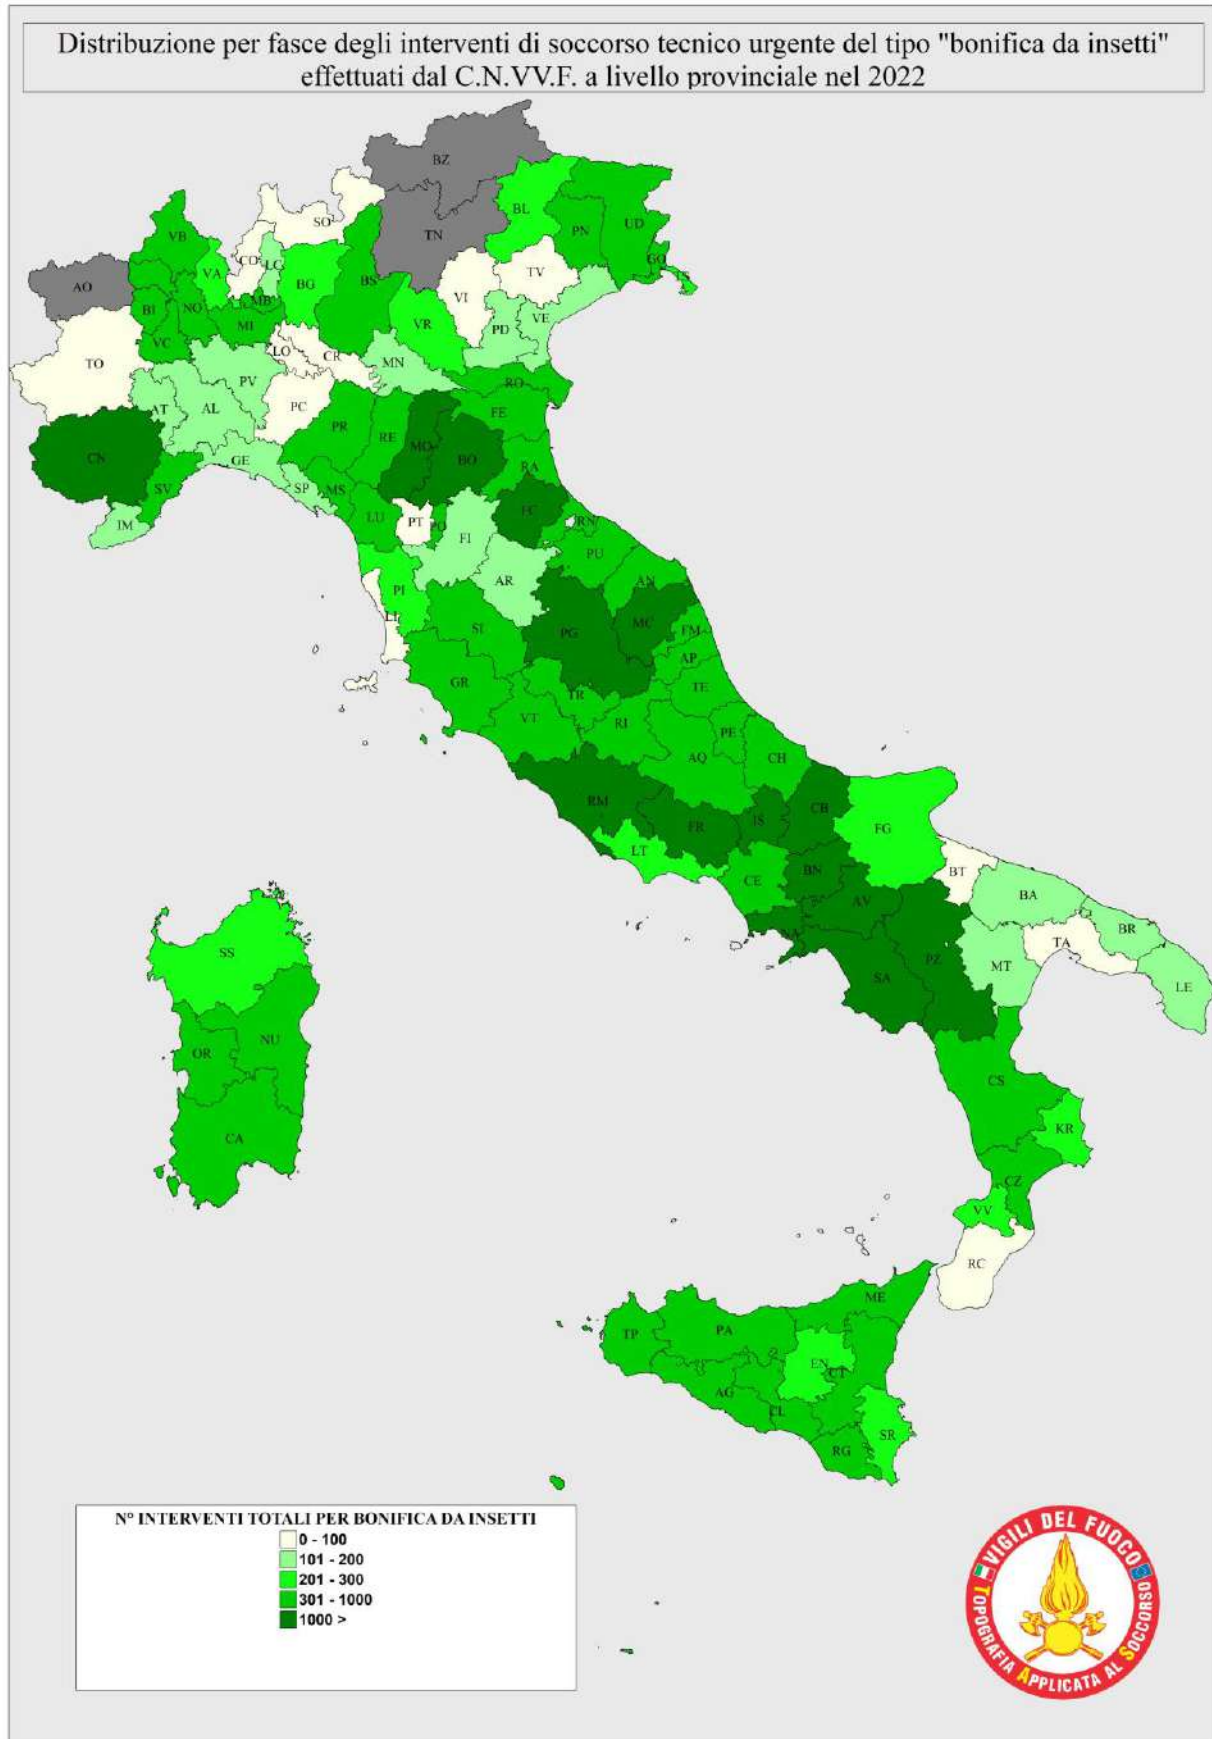 Distribuzione per fasce degli interventi di soccorso tecnico urgente del tipo "bonifica da insetti"
effettuati dal C.N.VV.F. a livello provinciale nel 2022
BZ
SO
TN
BL
PN
UD
GO
TS
VB
VA
CO
LC
BG
BS
VI
TV
AO
BI
NO
MB
MI
VR
PD
VE
VC
TO
LO
CR
MN
PV
AT
AL
PC
RO
FE
PR
RE
MO
BO
CN
GE
SV
SP
MS
RA
FC
IM
LU
PT
PO
FI
RN
PU
AR
PI
AN
LI
SI
PG
MC
FM
AP
GR
TR
TE
VT
RI
PE
AQ
CH
RM
FR
IS
CB
FG
LT
CE
BN
BT
AV
BA
NA
BR
TA
SS
PZ
MT
SA
LE
OR
NU
CS
CA
KR
CZ
VV
RC
ME
TP
PA
EN
CT
AG
CL
SR
RG
N° INTERVENTI TOTALI PER BONIFICA DA INSETTI
0 - 100
101 - 200
201 - 300
301 - 1000
1000 >
VIGILI DEL FUOCO
TOPOGRAFIA APPLICATA AL SOCCORSO